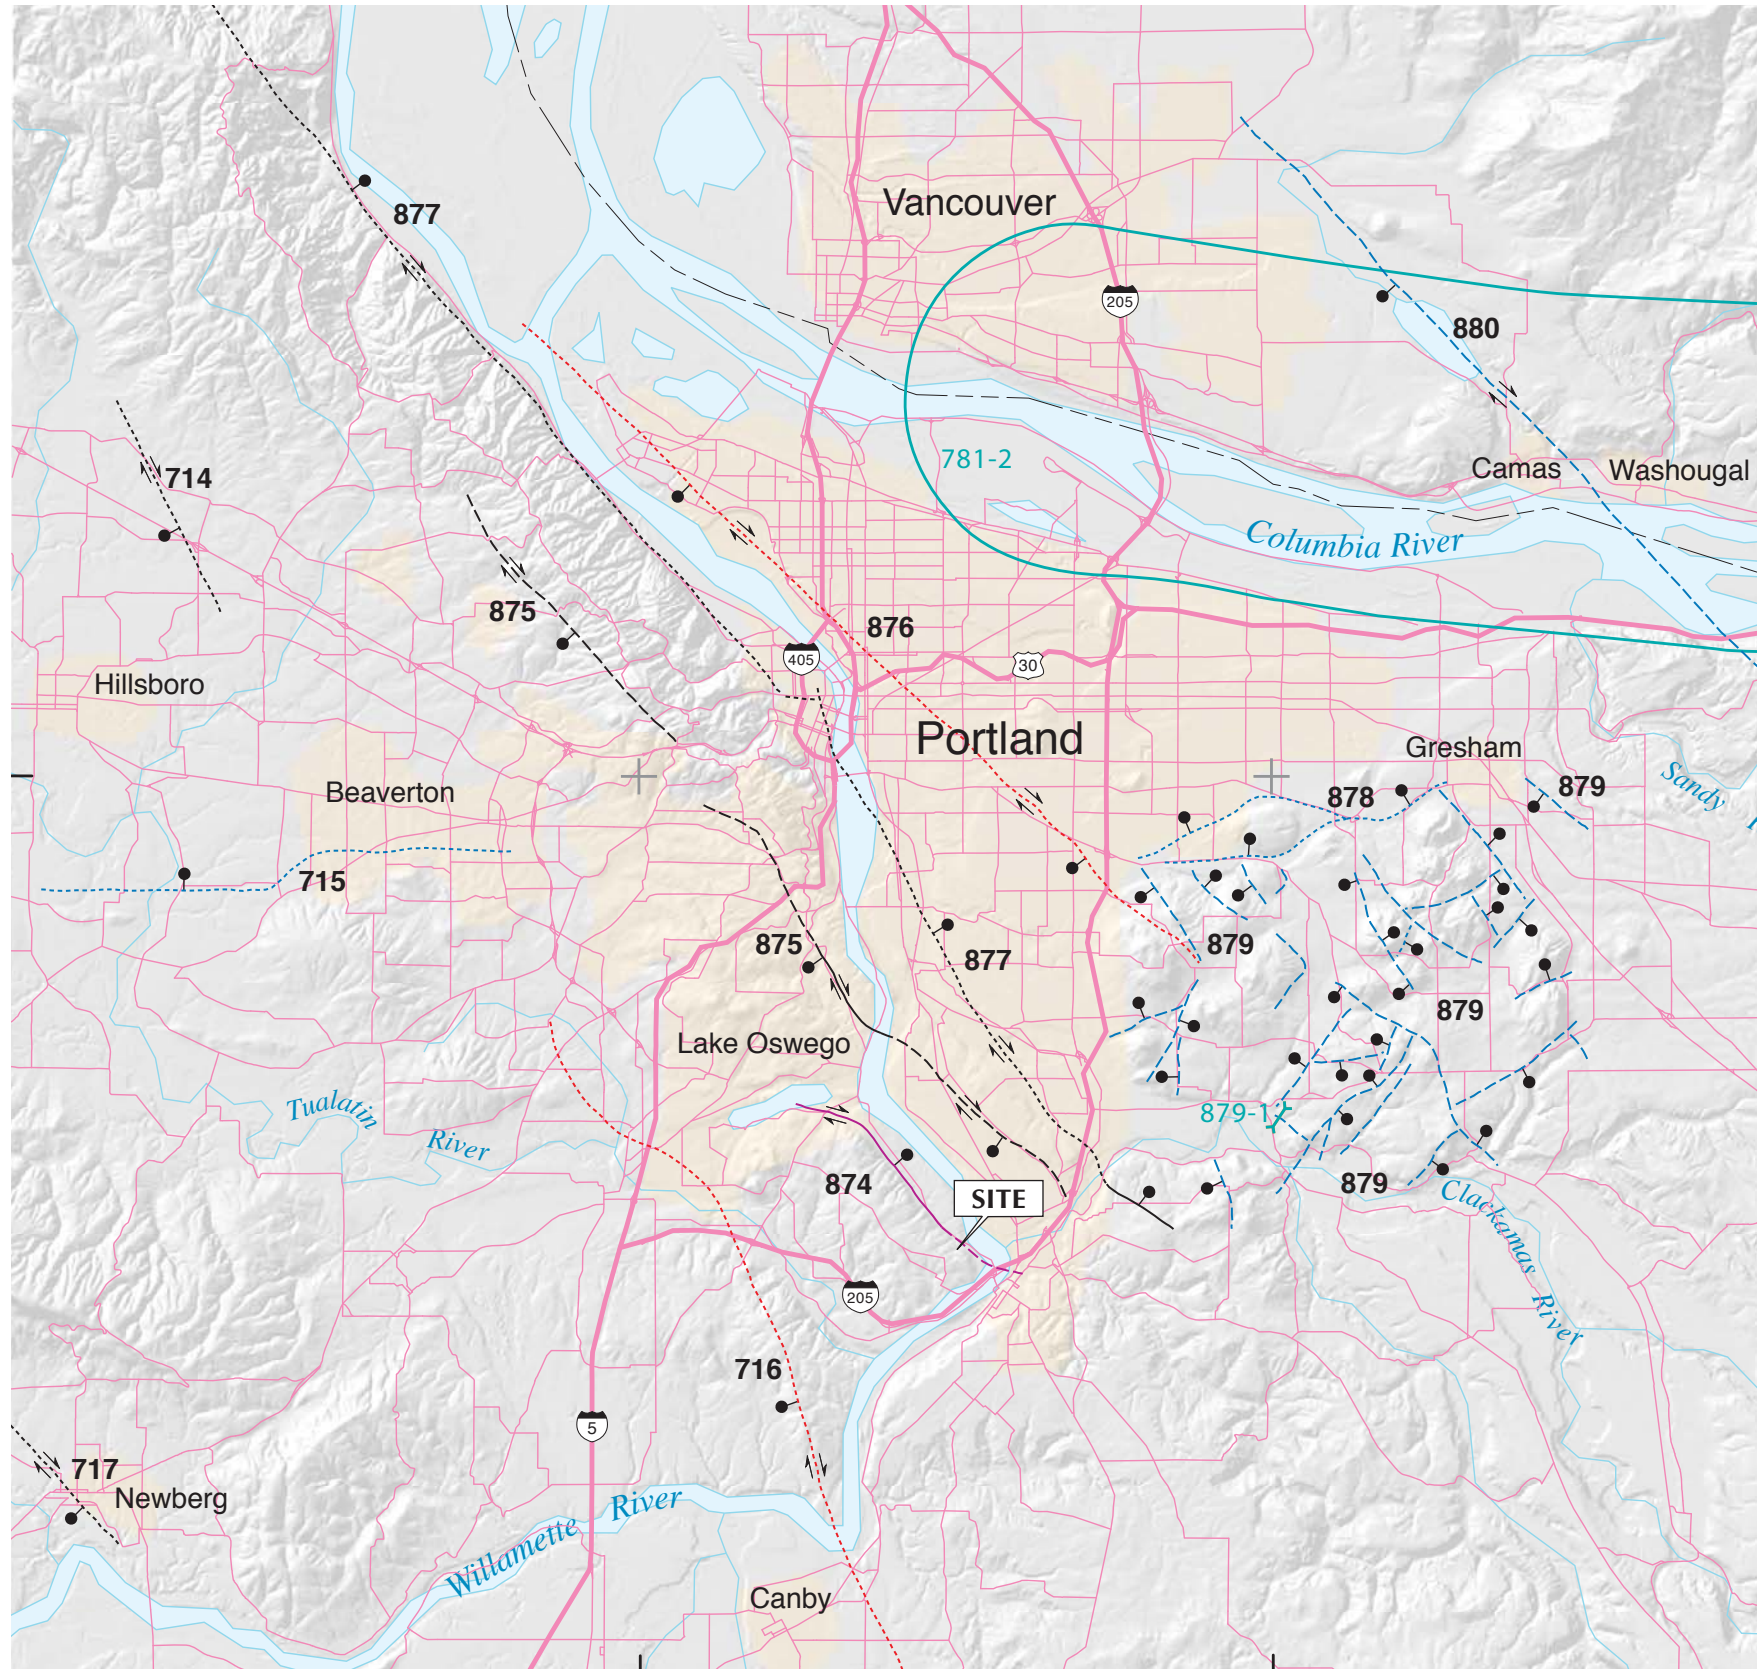 Vancouver
877
205
880
781-2
Camas
Washougal
714
Columbia River
875
876
405
30
Hillsboro
Portland
Gresham
Beaverton
878
879
Sandy
715
875
877
879
879
Lake Oswego
Tualatin
River
879-1
874
SITE
879
Clackamas
River
205
716
5
717
Newberg
Willamette
River
Canby